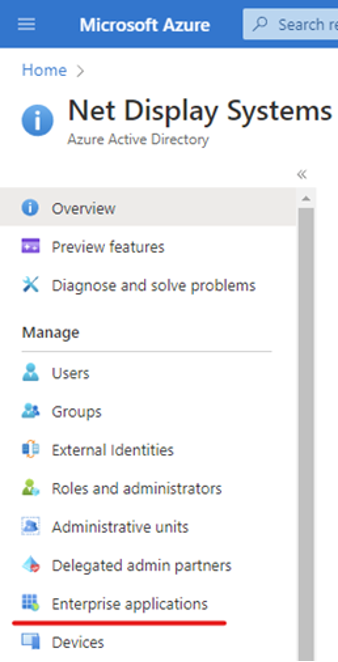 Microsoft Azure
Search re
Home >
Net Display Systems
Azure Active Directory
«
Overview
Preview features
Diagnose and solve problems
Manage
Users
Groups
External Identities
Roles and administrators
Administrative units
Delegated admin partners
Enterprise applications
Devices